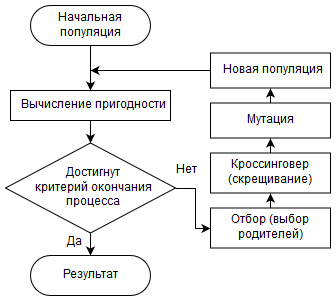 Начальная
популяция
Новая популяция
Вычисление пригодности
Мутация
Достигнут
критерий окончания
процесса
Нет
Кроссинговер
(скрещивание)
Отбор (выбор
родителей)
Да
Результат